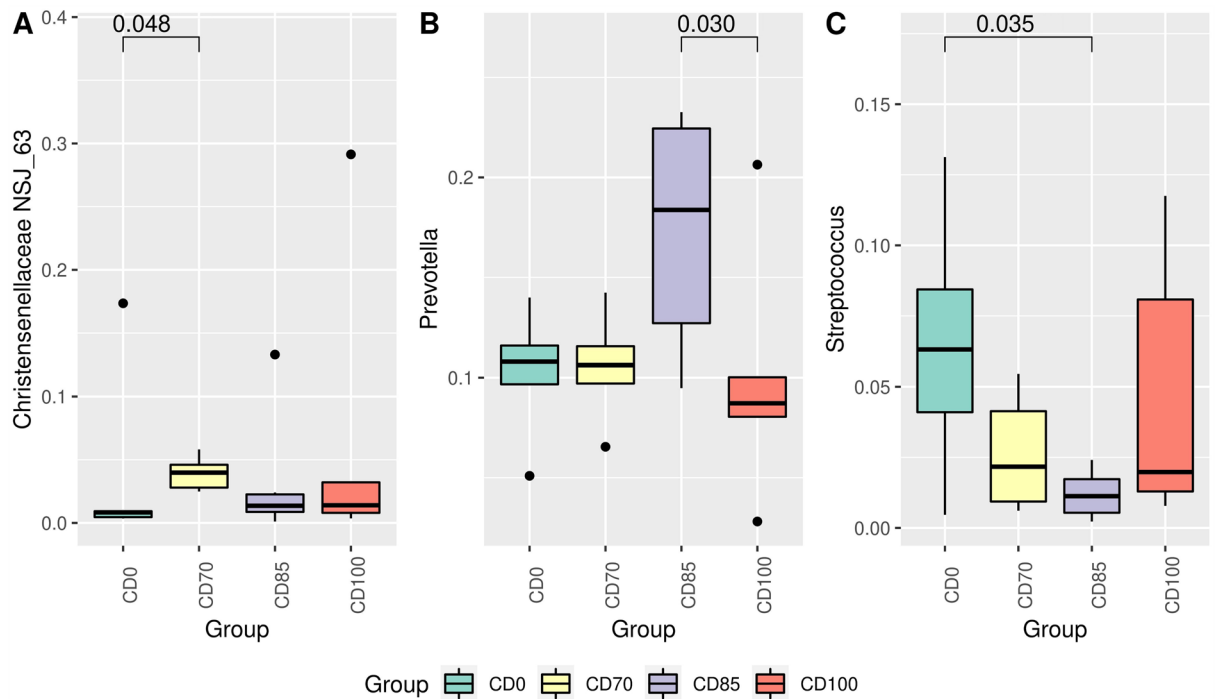 A
0.048
Christensenellaceae NSJ_63
0.4
0.3
0.2
0.1
0.0
CD0
CD70
CD85
CD100
Group
B
0.030
Prevotella
0.2
0.1
CD0
CD70
CD85
CD100
Group
C
0.035
Streptococcus
0.15
0.10
0.05
0.00
CD0
CD70
CD85
CD100
Group
Group CD0 CD70 CD85 CD100